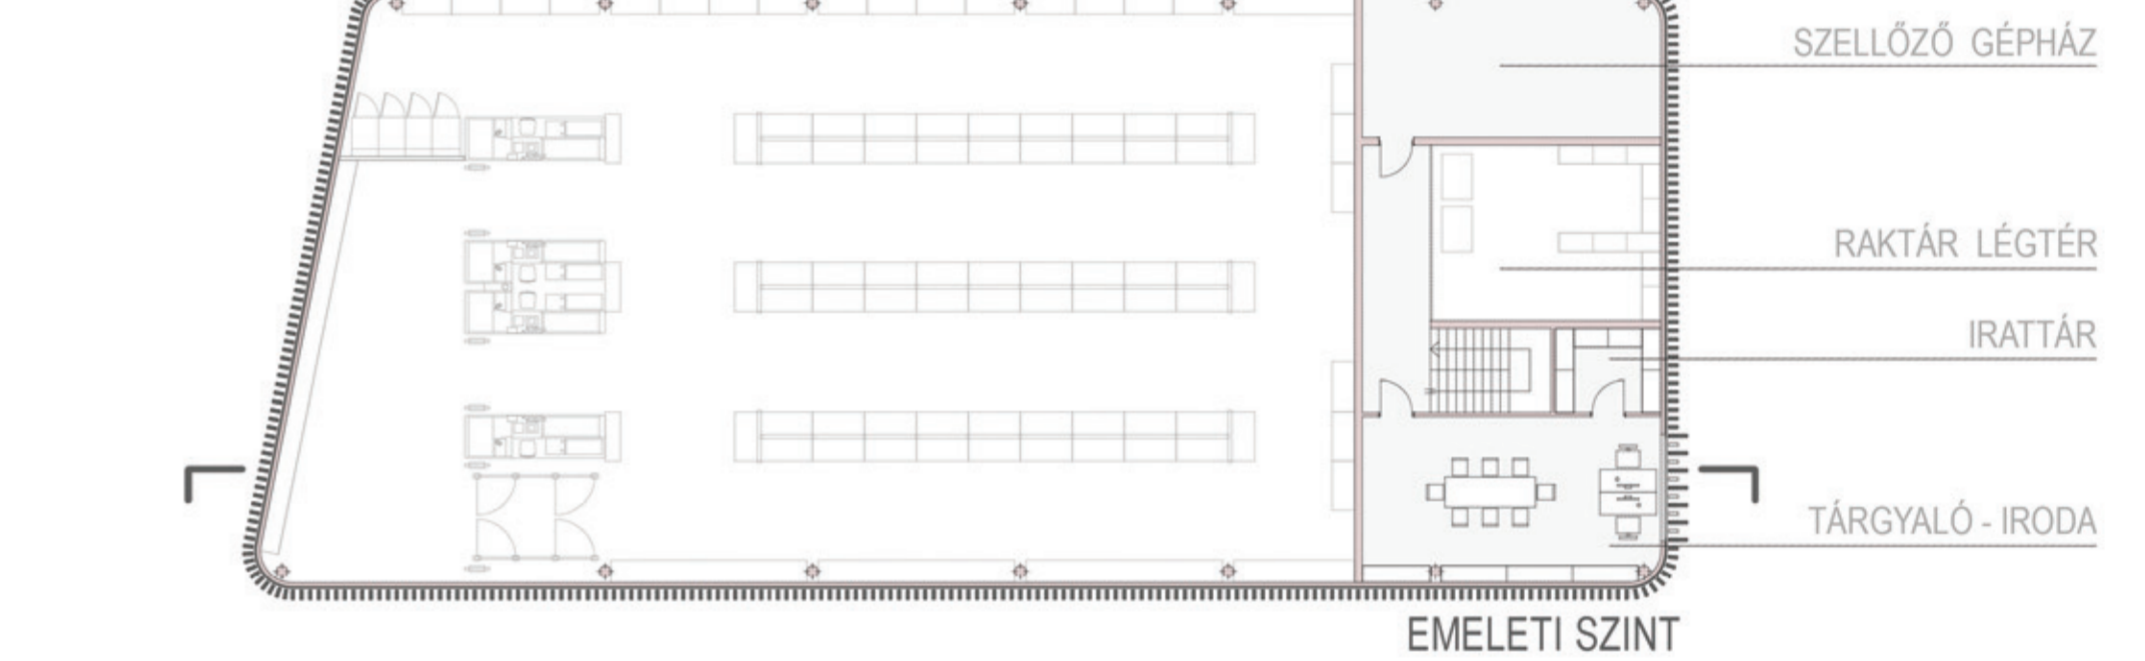 SZELLŐZŐ GÉPHÁZ
RAKTÁR LÉGTÉR
IRATTÁR
TÁRGYALÓ - IRODA
EMELETI SZINT